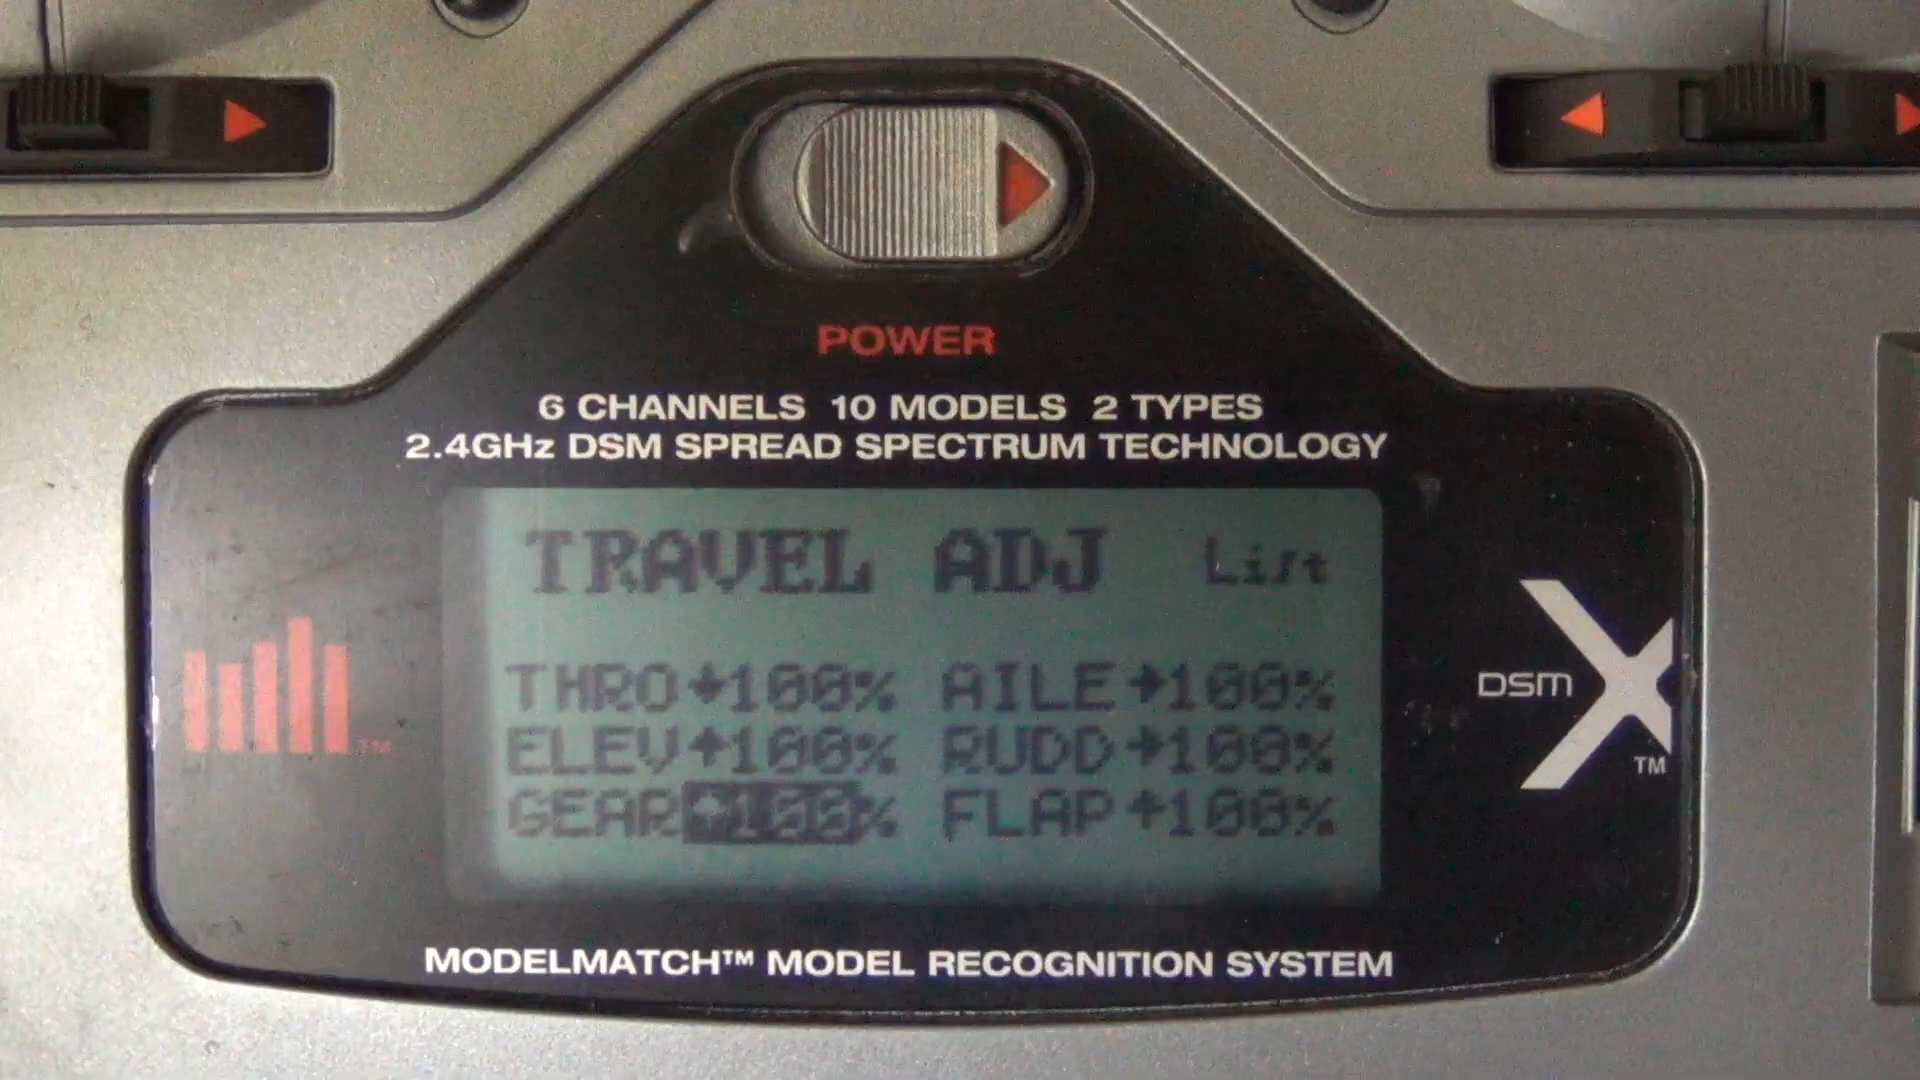 POWER
6 CHANNELS 10 MODELS 2 TYPES
2.4GHz DSM SPREAD SPECTRUM TECHNOLOGY
TRAVEL ADJ List
THRO↓100% AILE→100%
ELEV↑100% RUDD→100%
GEAR+100% FLAP↑100%
DSM X TM
TM
MODELMATCH™ MODEL RECOGNITION SYSTEM